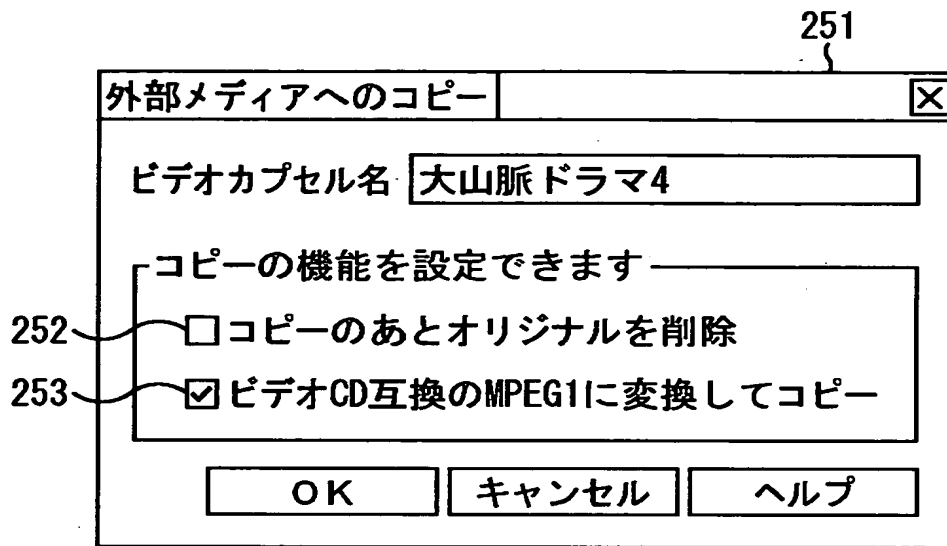 251
外部メディアへのコピー
ビデオカプセル名 大山脈ドラマ4
コピーの機能を設定できます
252 コピーのあとオリジナルを削除
253 ビデオCD互換のMPEG1に変換してコピー
OK キャンセル ヘルプ